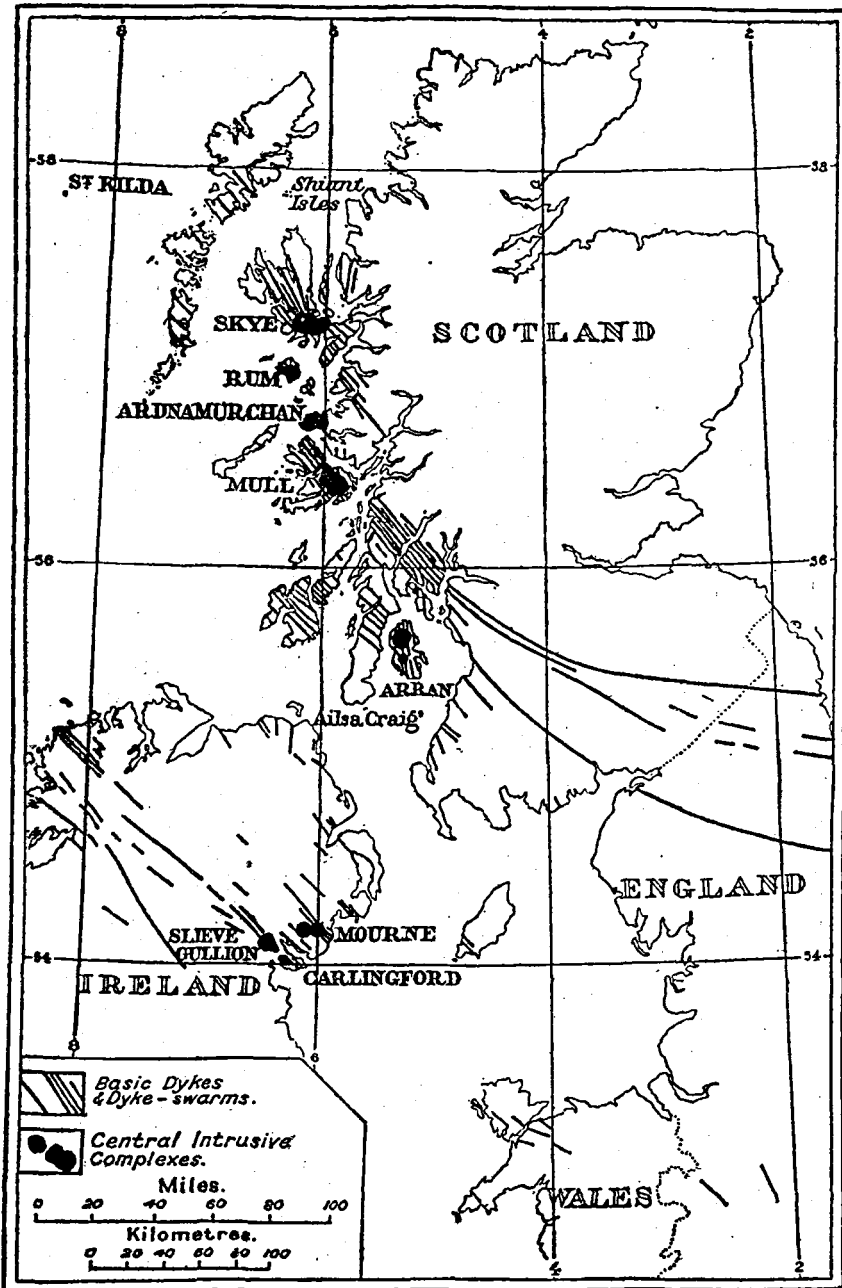 8 6 4 2
58 58
ST KILDA
Shiant
Isles
SKYE
SCOTLAND
RUM
ARDNAMURCHAN
MULL
56 56
ARRAN
Ailsa Craig
ENGLAND
SLIEVE
GULLION
MOURNE
54 54
IRELAND
CARLINGFORD
8
6
Basic Dykes
& Dyke-swarms.
Central Intrusive
Complexes.
Miles.
0 20 40 60 80 100
Kilometres.
0 20 40 60 80 100
WALES
4 2